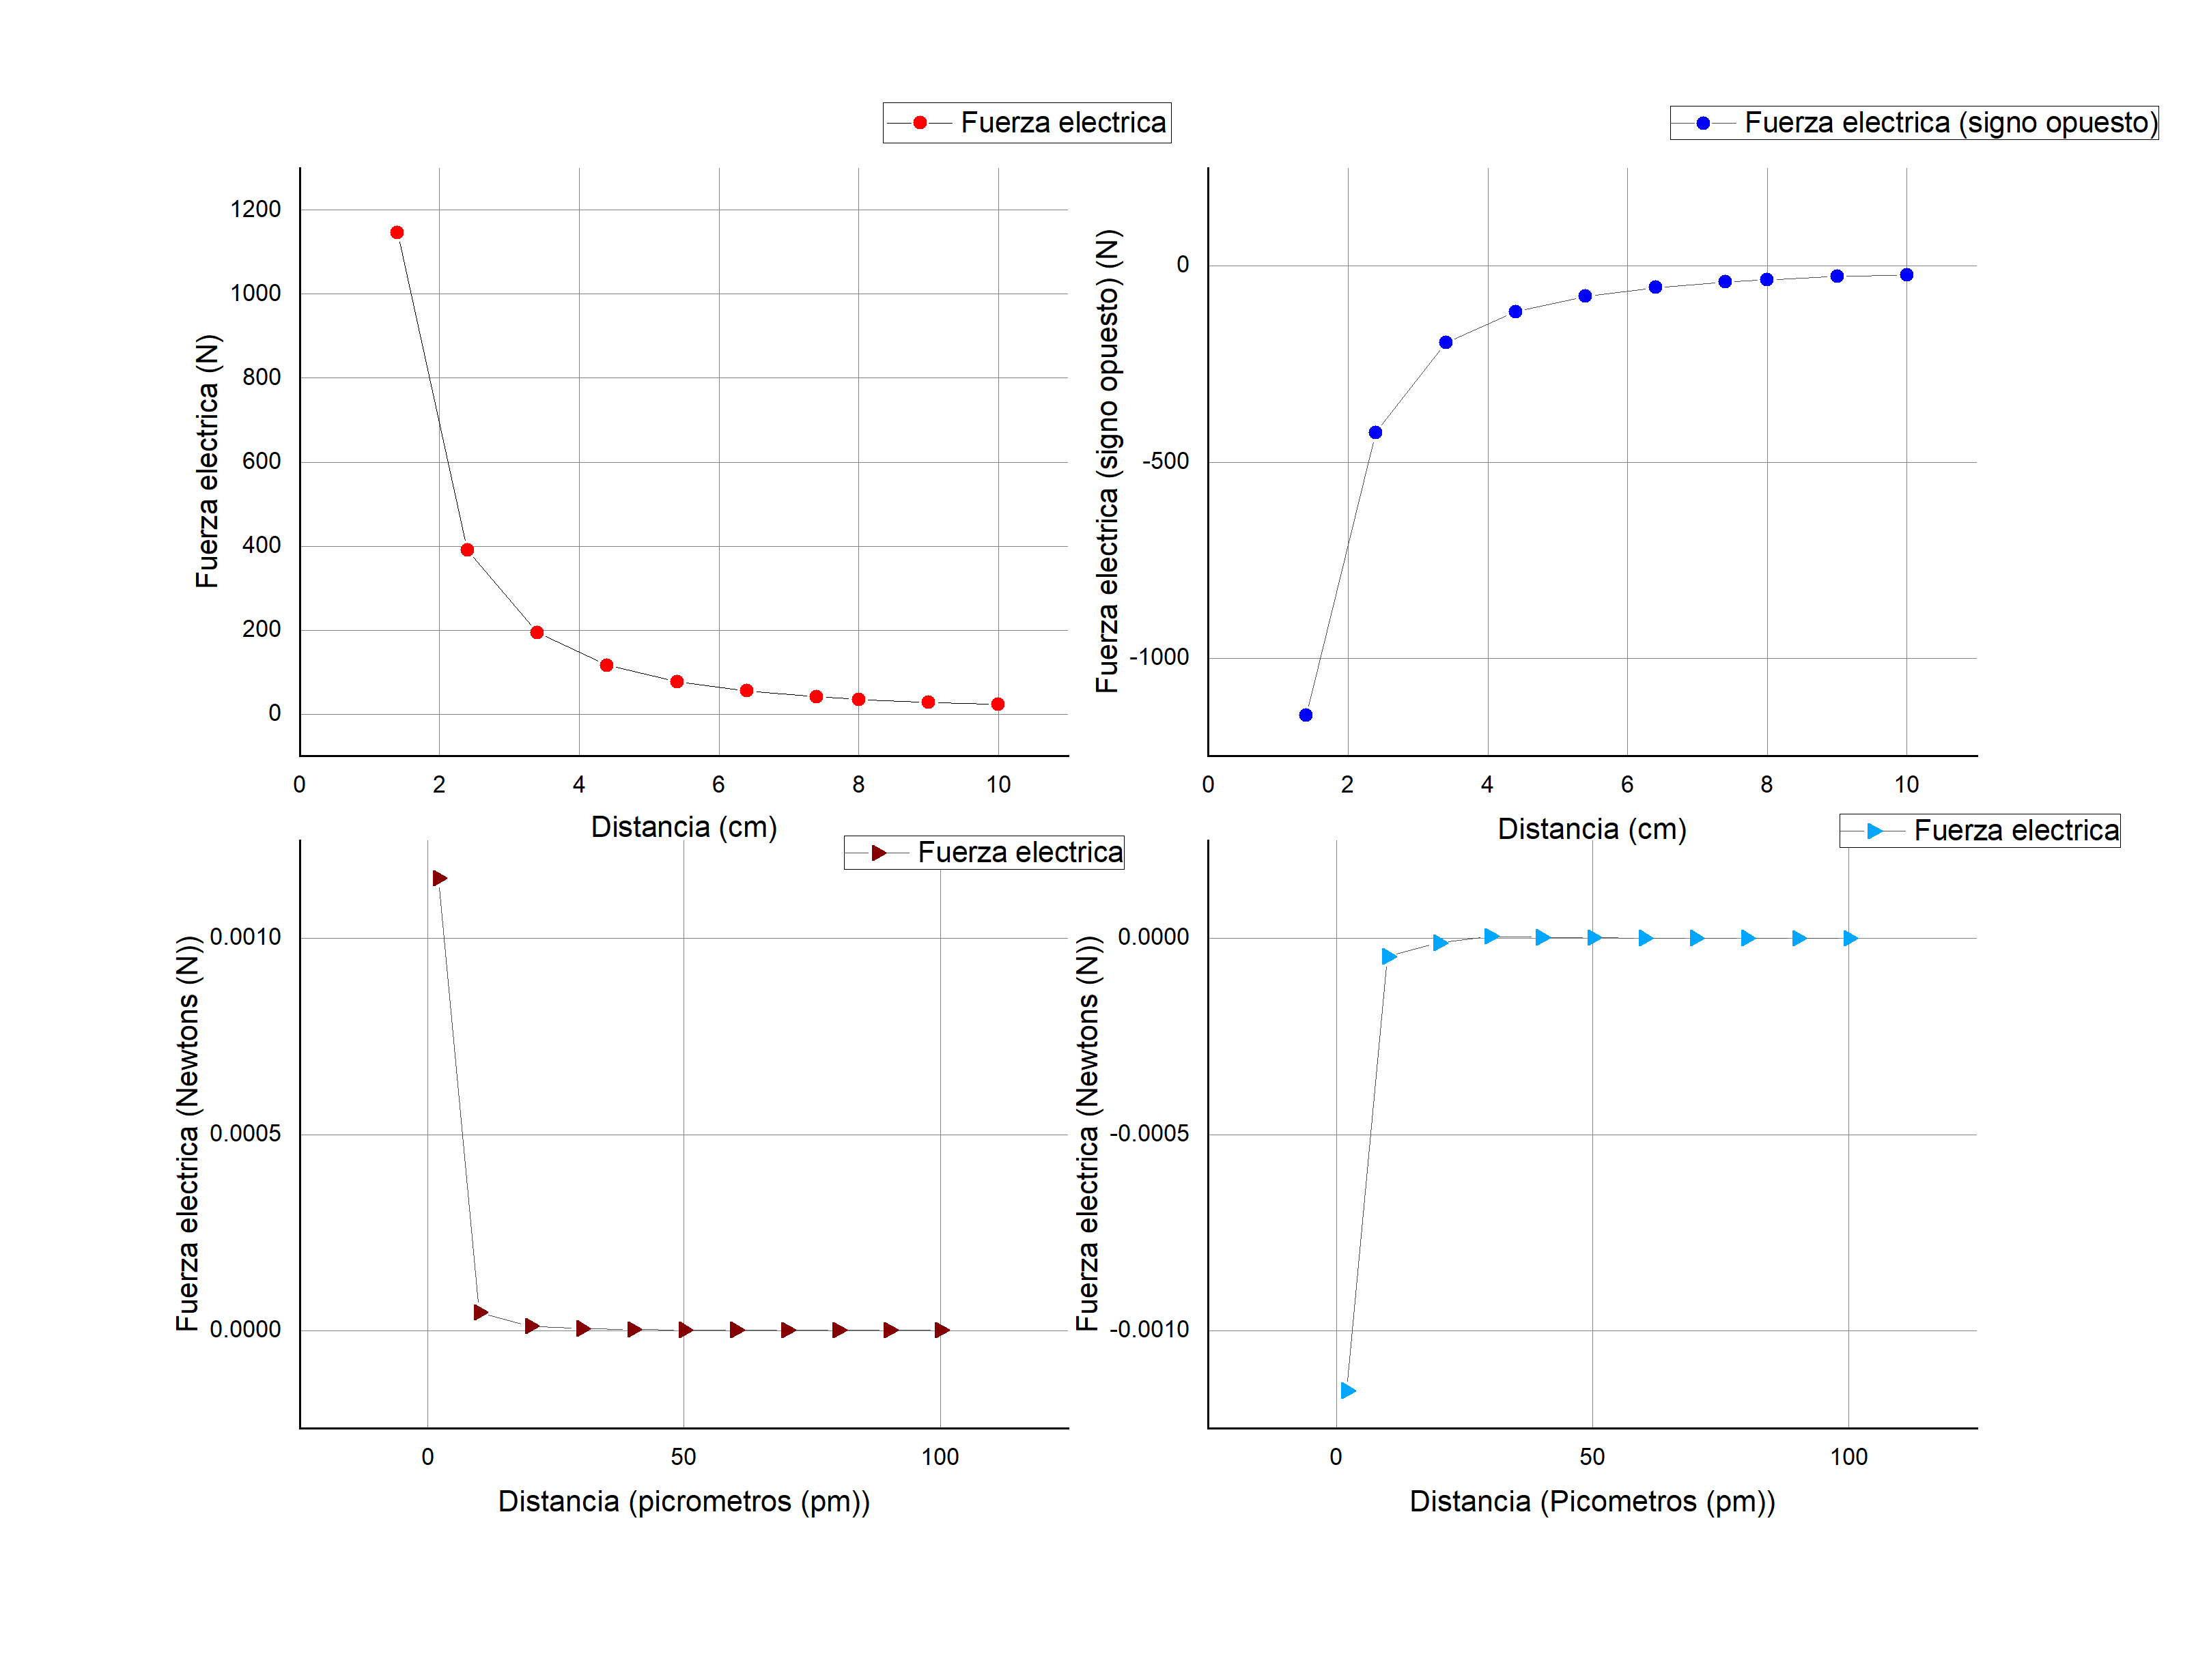 Fuerza electrica
Fuerza electrica (N)
1200
1000
800
600
400
200
0
0 2 4 6 8 10
Distancia (cm)
Fuerza electrica (signo opuesto)
Fuerza electrica (signo opuesto) (N)
0
-500
-1000
0 2 4 6 8 10
Distancia (cm)
Fuerza electrica
Fuerza electrica (Newtons (N))
0.0010
0.0005
0.0000
0 50 100
Distancia (picrometros (pm))
Fuerza electrica
Fuerza electrica (Newtons (N))
0.0000
-0.0005
-0.0010
0 50 100
Distancia (Picometros (pm))